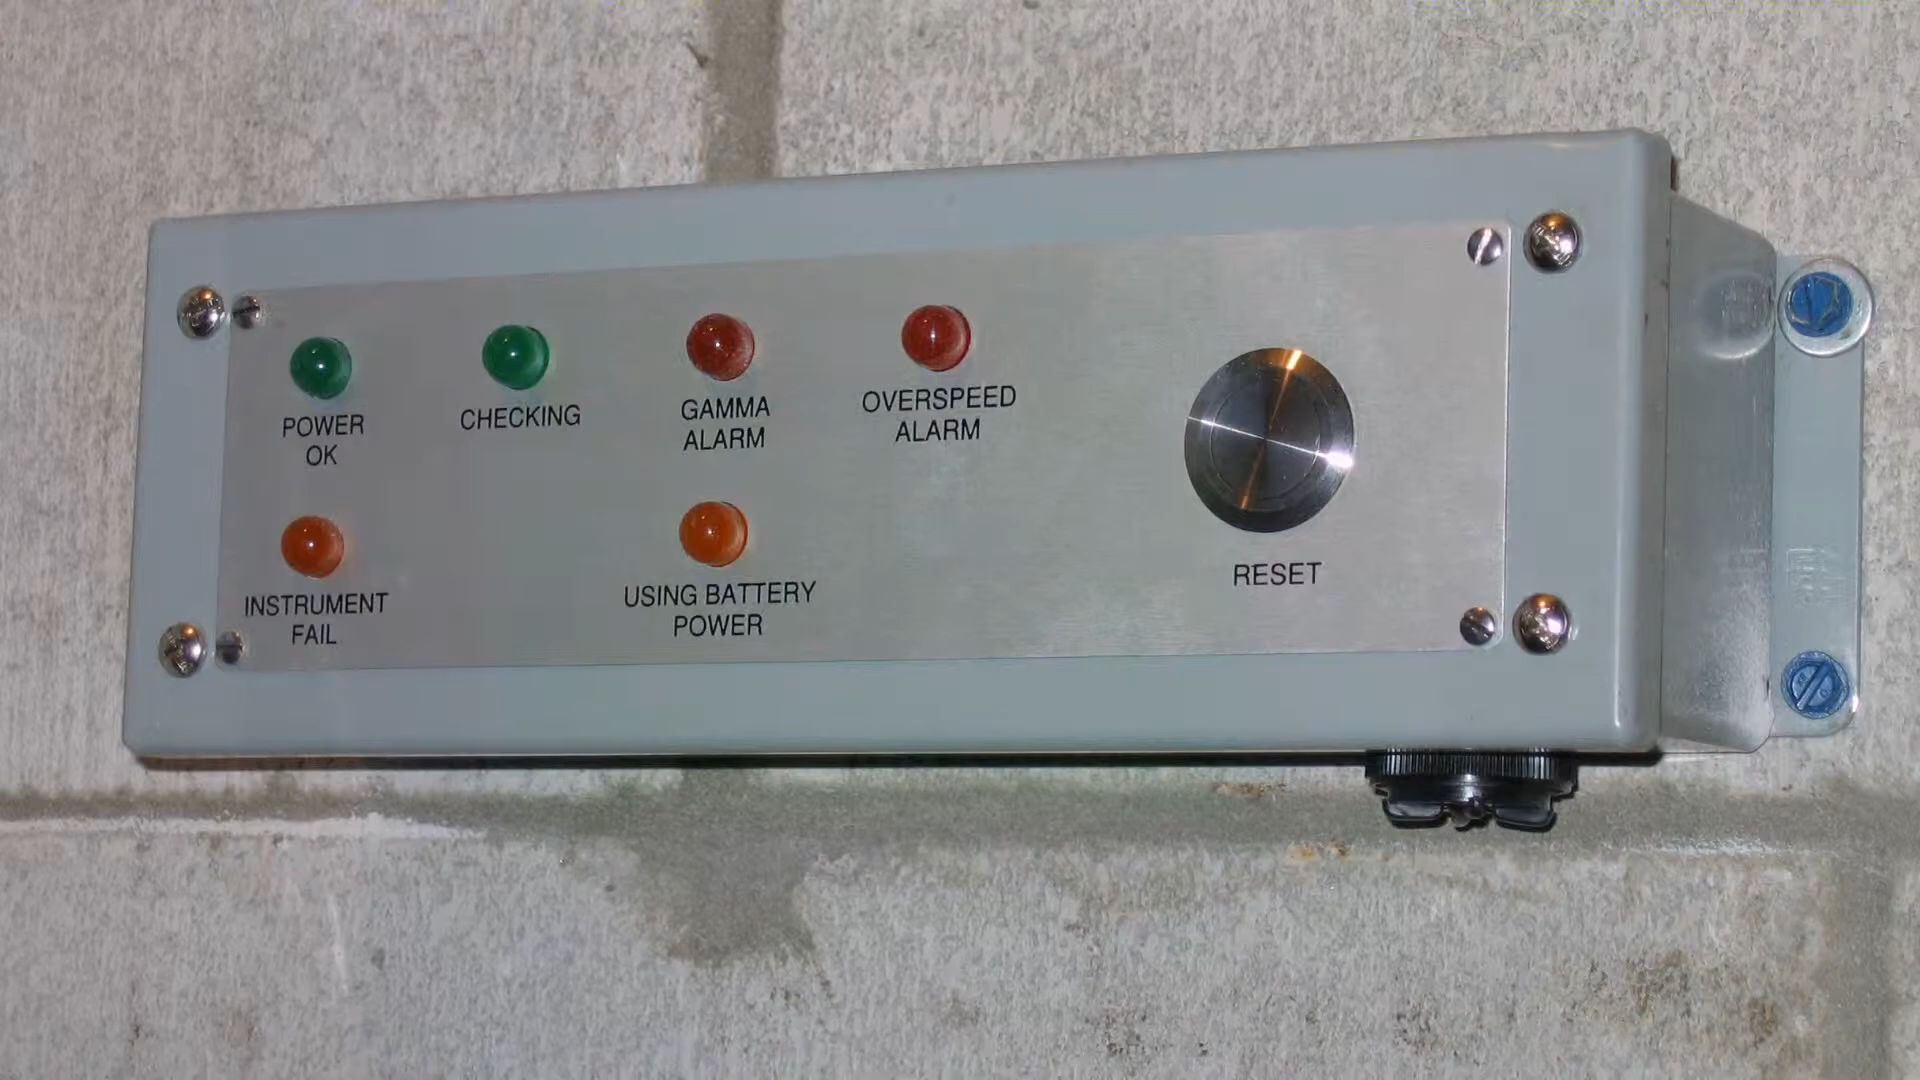 POWER
OK
CHECKING
GAMMA
ALARM
OVERSPEED
ALARM
INSTRUMENT
FAIL
USING BATTERY
POWER
RESET